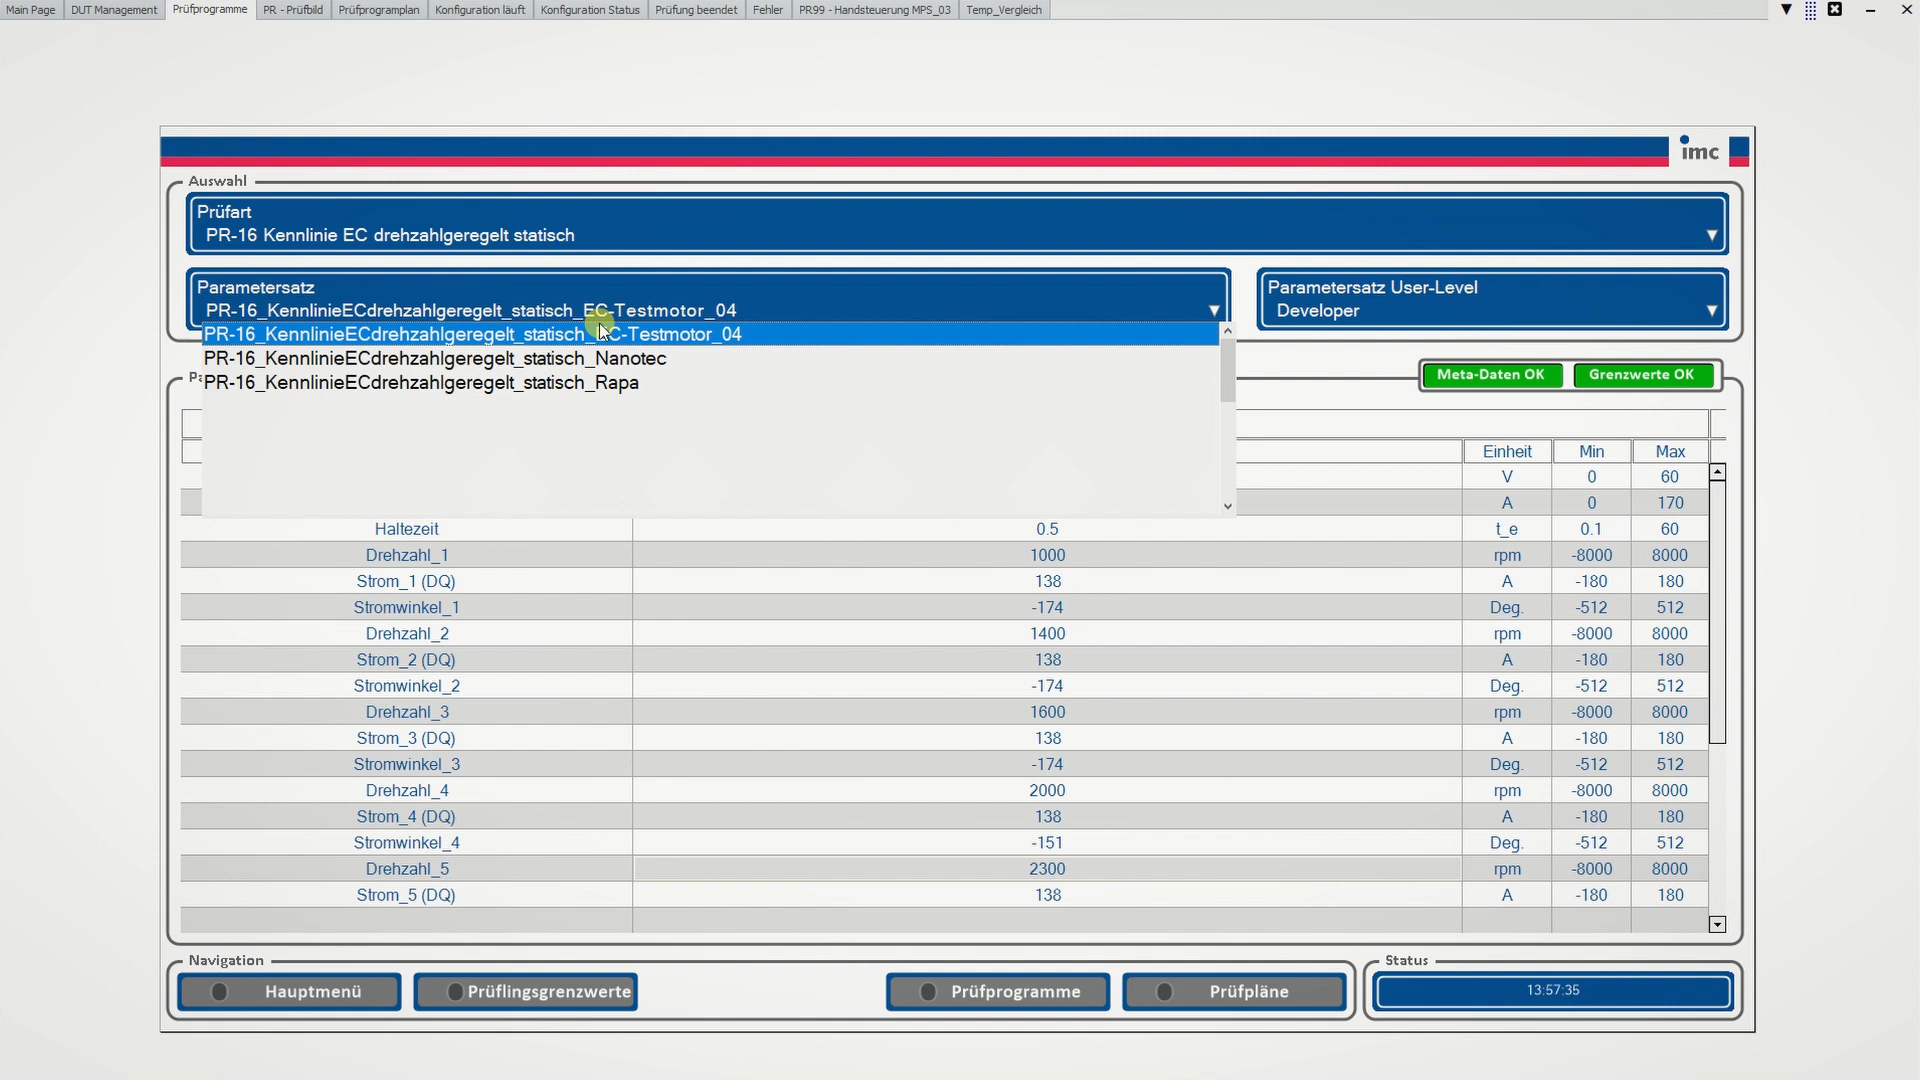 Main Page DUT Management Prüfprogramme PR. - Prüfbild Prüfprogramplan Konfiguration läuft Konfiguration Status Prüfung beendet Fehler PR99 - Handsteuerung MPS_03 Temp_Vergleich
imc
Auswahl
Prüfart
PR-16 Kennlinie EC drehzahlgeregelt statisch
Parametersatz
PR-16_KennlinieECdrehzahlgeregelt_statisch_EC-Testmotor_04
Parametersatz User-Level
Developer
PR-16_KennlinieECdrehzahlgeregelt_statisch_EC-Testmotor_04
PR-16_KennlinieECdrehzahlgeregelt_statisch_Nanotec
PR-16_KennlinieECdrehzahlgeregelt_statisch_Rapa
Meta-Daten OK Grenzwerte OK
Einheit Min Max
V 0 60
A 0 170
Haltezeit 0.5 t_e 0.1 60
Drehzahl_1 1000 rpm -8000 8000
Strom_1 (DQ) 138 A -180 180
Stromwinkel_1 -174 Deg. -512 512
Drehzahl_2 1400 rpm -8000 8000
Strom_2 (DQ) 138 A -180 180
Stromwinkel_2 -174 Deg. -512 512
Drehzahl_3 1600 rpm -8000 8000
Strom_3 (DQ) 138 A -180 180
Stromwinkel_3 -174 Deg. -512 512
Drehzahl_4 2000 rpm -8000 8000
Strom_4 (DQ) 138 A -180 180
Stromwinkel_4 -151 Deg. -512 512
Drehzahl_5 2300 rpm -8000 8000
Strom_5 (DQ) 138 A -180 180
Navigation
Hauptmenü Prüflingsgrenzwerte Prüfprogramme Prüfpläne
Status
13:57:35